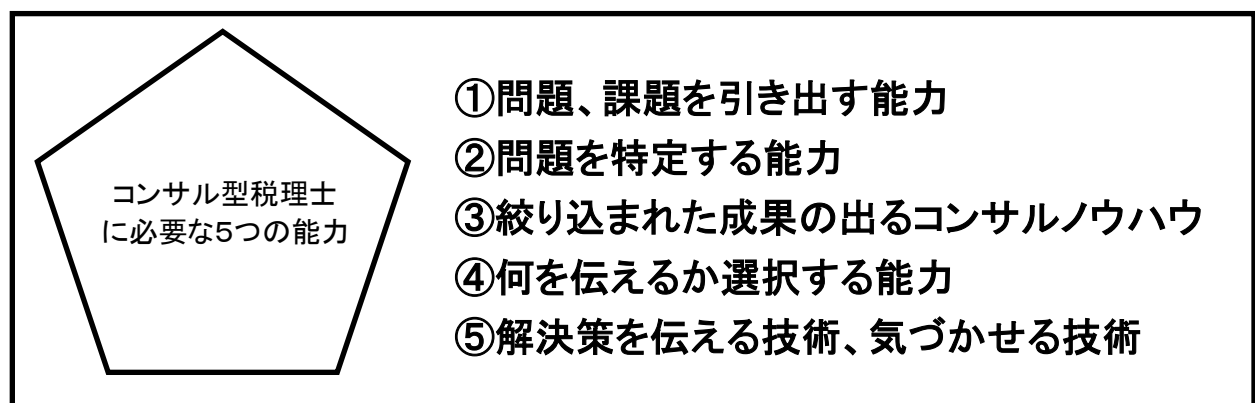 コンサル型税理士
に必要な5つの能力
①問題、課題を引き出す能力
②問題を特定する能力
③絞り込まれた成果の出るコンサルノウハウ
④何を伝えるか選択する能力
⑤解決策を伝える技術、気づかせる技術